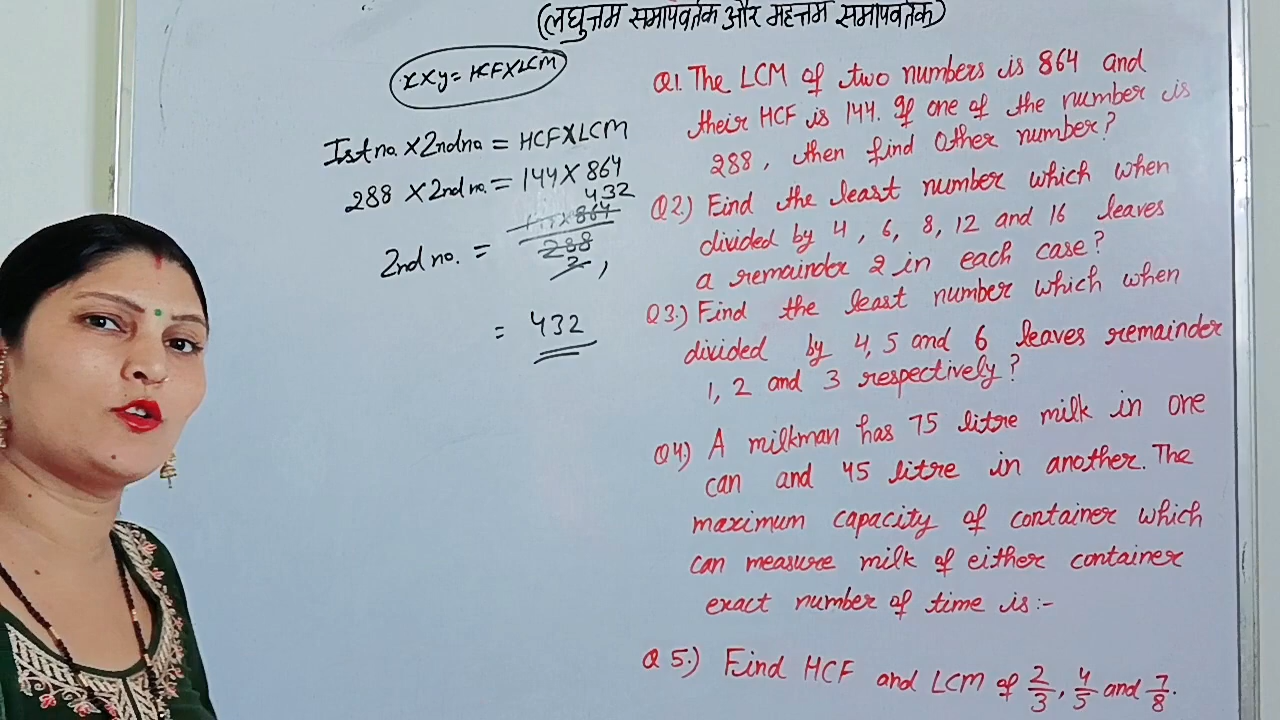 (लघुत्तम समापवर्तक और महत्तम समापवर्तक)
x×y = HCF×LCM
Ist no. × 2nd no = HCF×LCM
288 × 2nd no. = 144 × 864
432
2nd no. = 144×864
288
2,
= 432
Q1. The LCM of two numbers is 864 and
their HCF is 144. If one of the number is
288, then find Other number?
Q2.) Find the least number which when
divided by 4, 6, 8, 12 and 16 leaves
a remainder 2 in each case?
Q3.) Find the least number which when
divided by 4, 5 and 6 leaves remainder
1, 2 and 3 respectively?
Q4.) A milkman has 75 litre milk in one
can and 45 litre in another. The
maximum capacity of container which
can measure milk of either container
exact number of time is :-
Q5.) Find HCF and LCM of 2/3, 4/5 and 7/8.